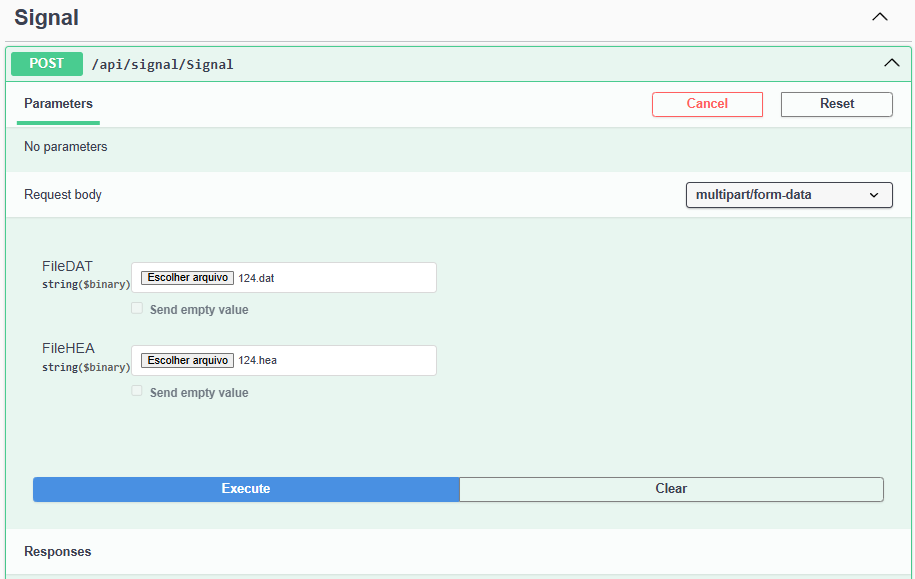 Signal
POST /api/signal/Signal
Parameters
Cancel
Reset
No parameters
Request body
multipart/form-data
FileDAT
string($binary)
Escolher arquivo 124.dat
Send empty value
FileHEA
string($binary)
Escolher arquivo 124.hea
Send empty value
Execute
Clear
Responses